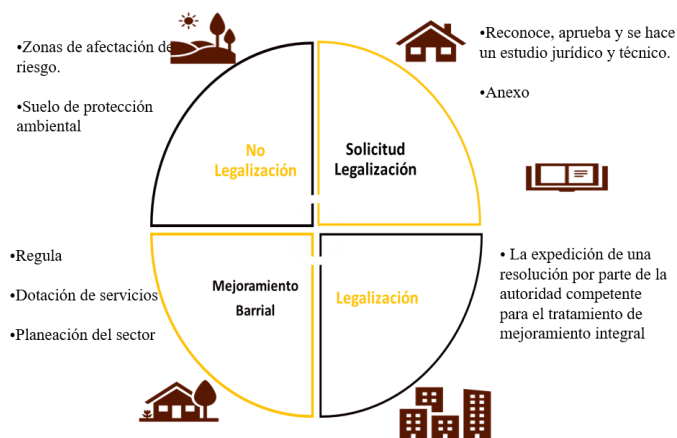 •Zonas de afectación de
riesgo.
•Suelo de protección
ambiental
•Reconoce, aprueba y se hace
un estudio jurídico y técnico.
•Anexo
No
Legalización
Solicitud
Legalización
•Regula
•Dotación de servicios
•Planeación del sector
Mejoramiento
Barrial
Legalización
• La expedición de una
resolución por parte de la
autoridad competente
para el tratamiento de
mejoramiento integral